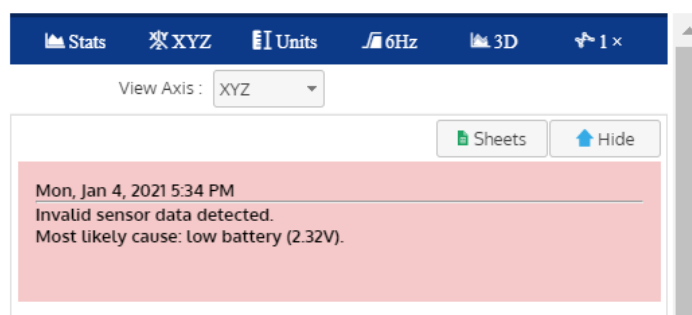 Stats XYZ Units 6Hz 3D 1 ×
View Axis : XYZ
Sheets Hide
Mon, Jan 4, 2021 5:34 PM
Invalid sensor data detected.
Most likely cause: low battery (2.32V).